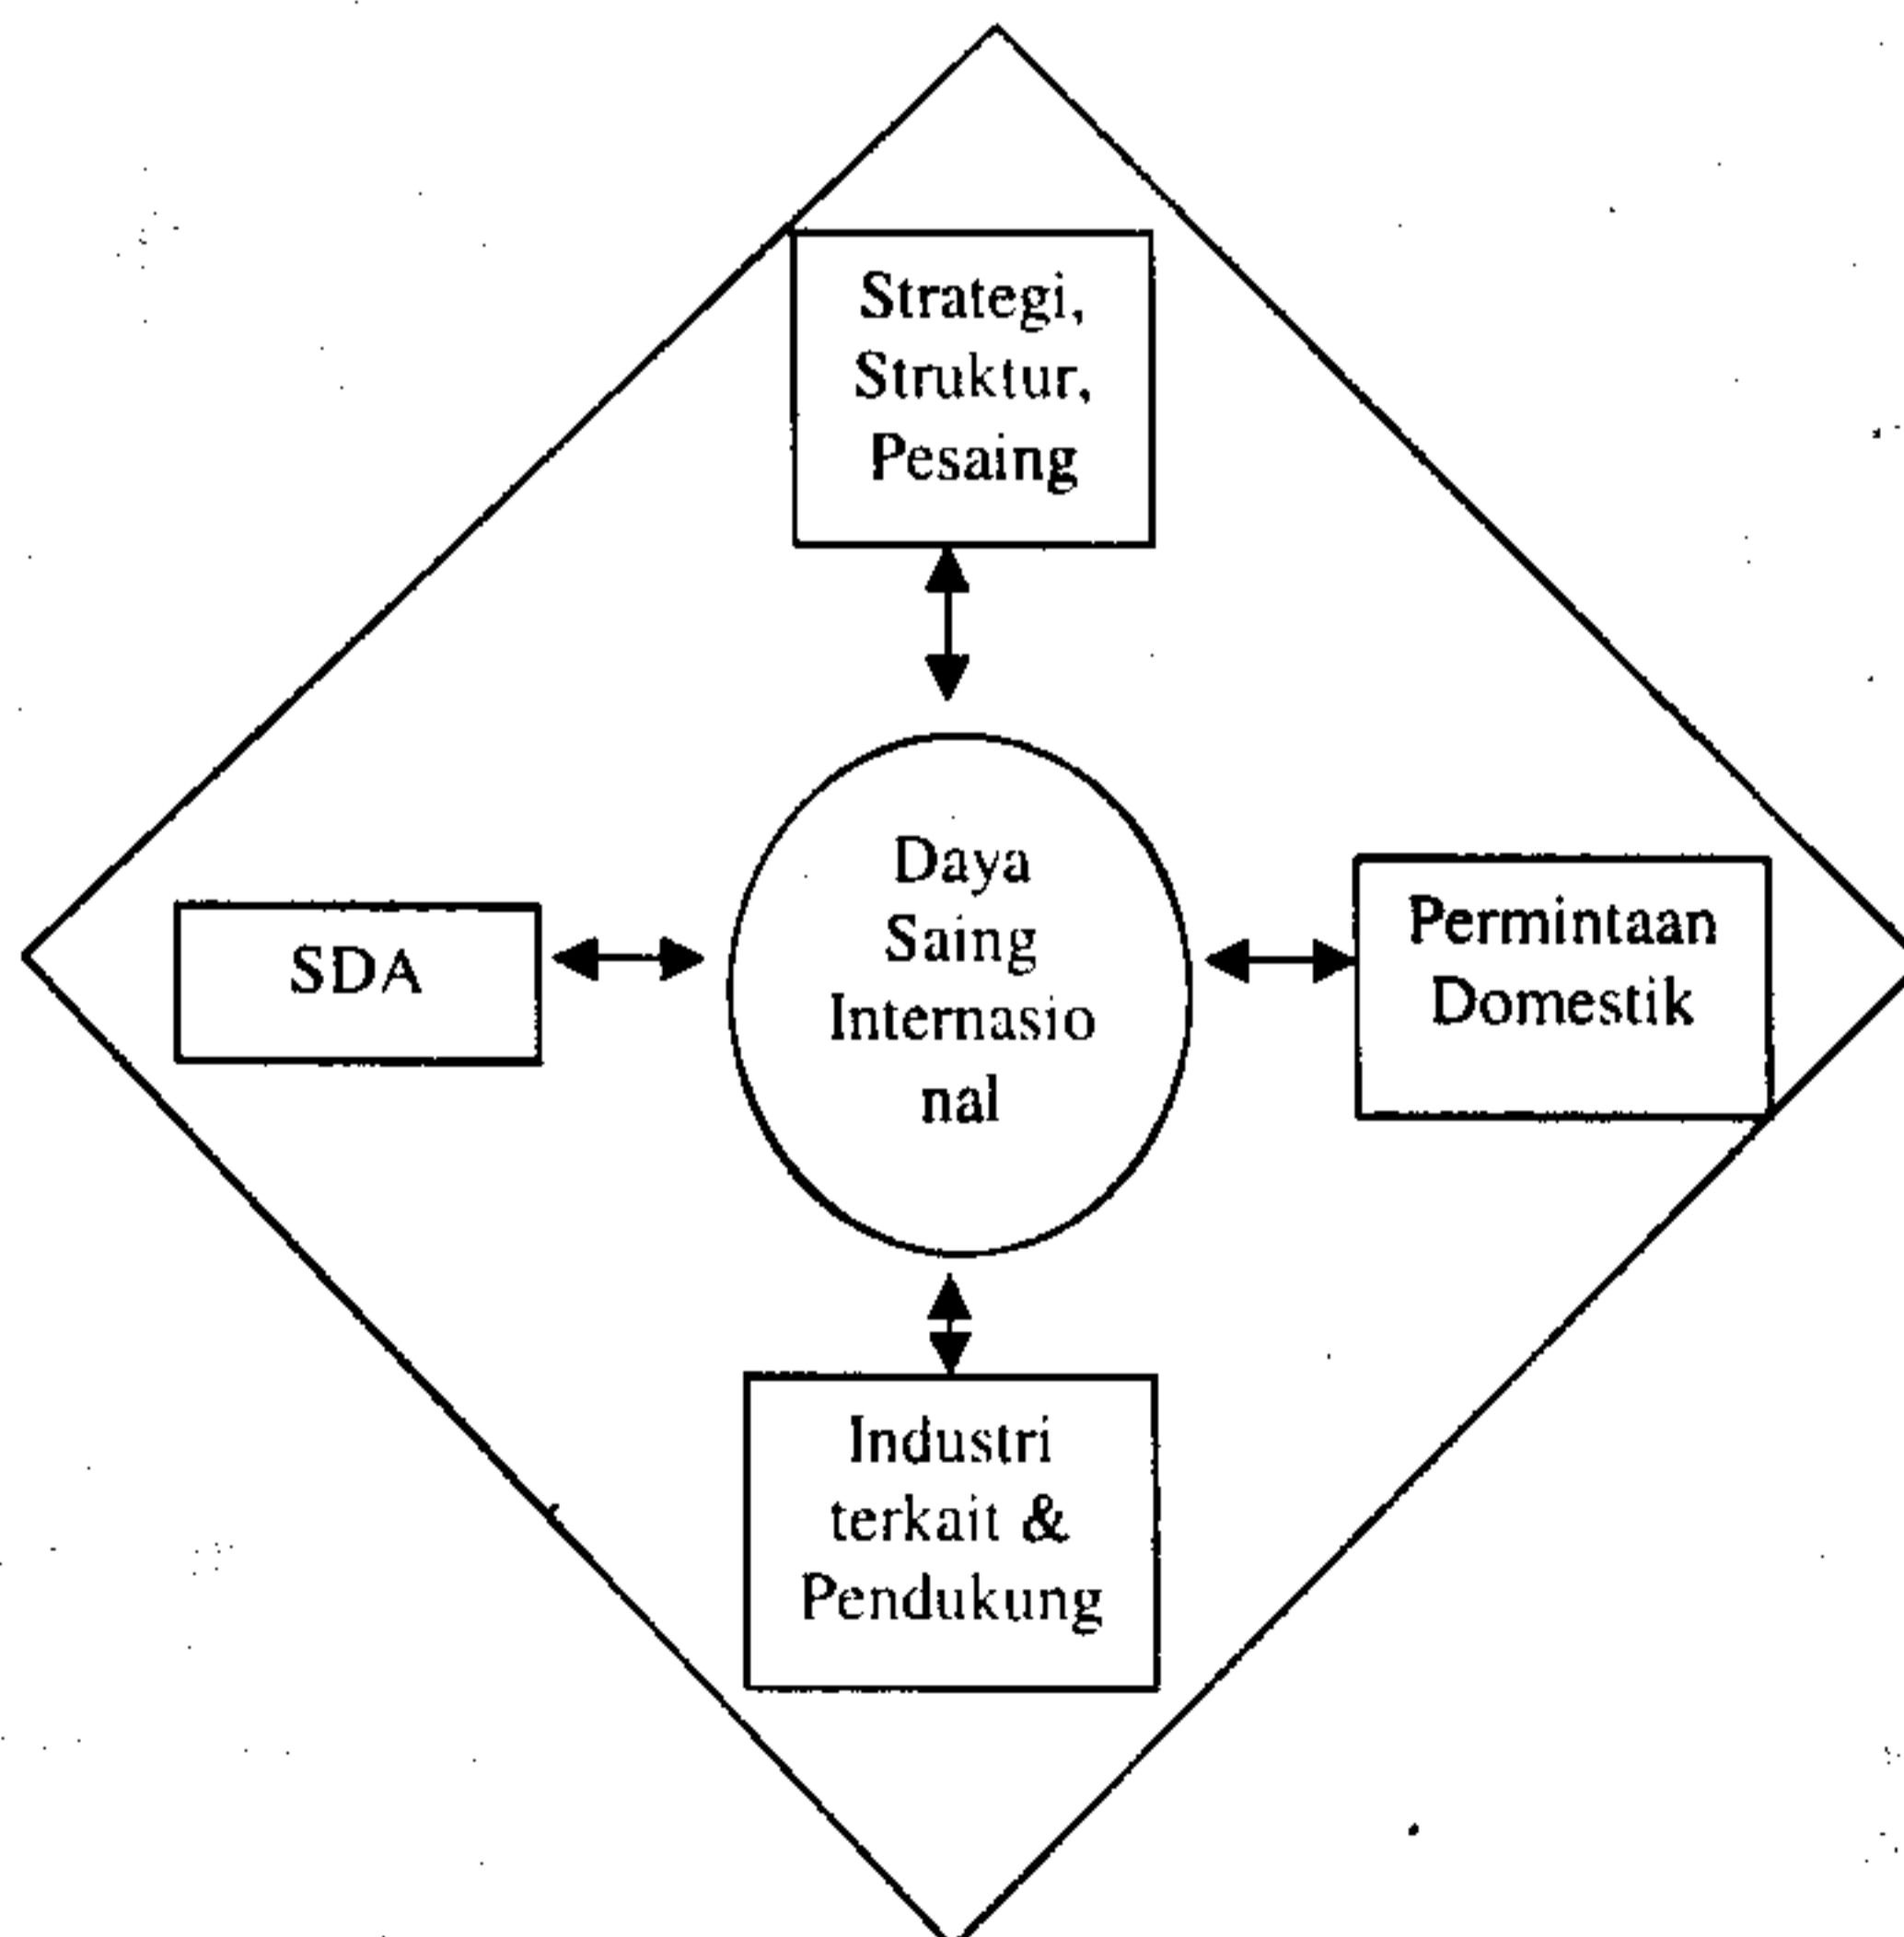 Strategi,
Struktur,
Pesaing
SDA
Daya
Saing
Internasio
nal
Permintaan
Domestik
Industri
terkait &
Pendukung